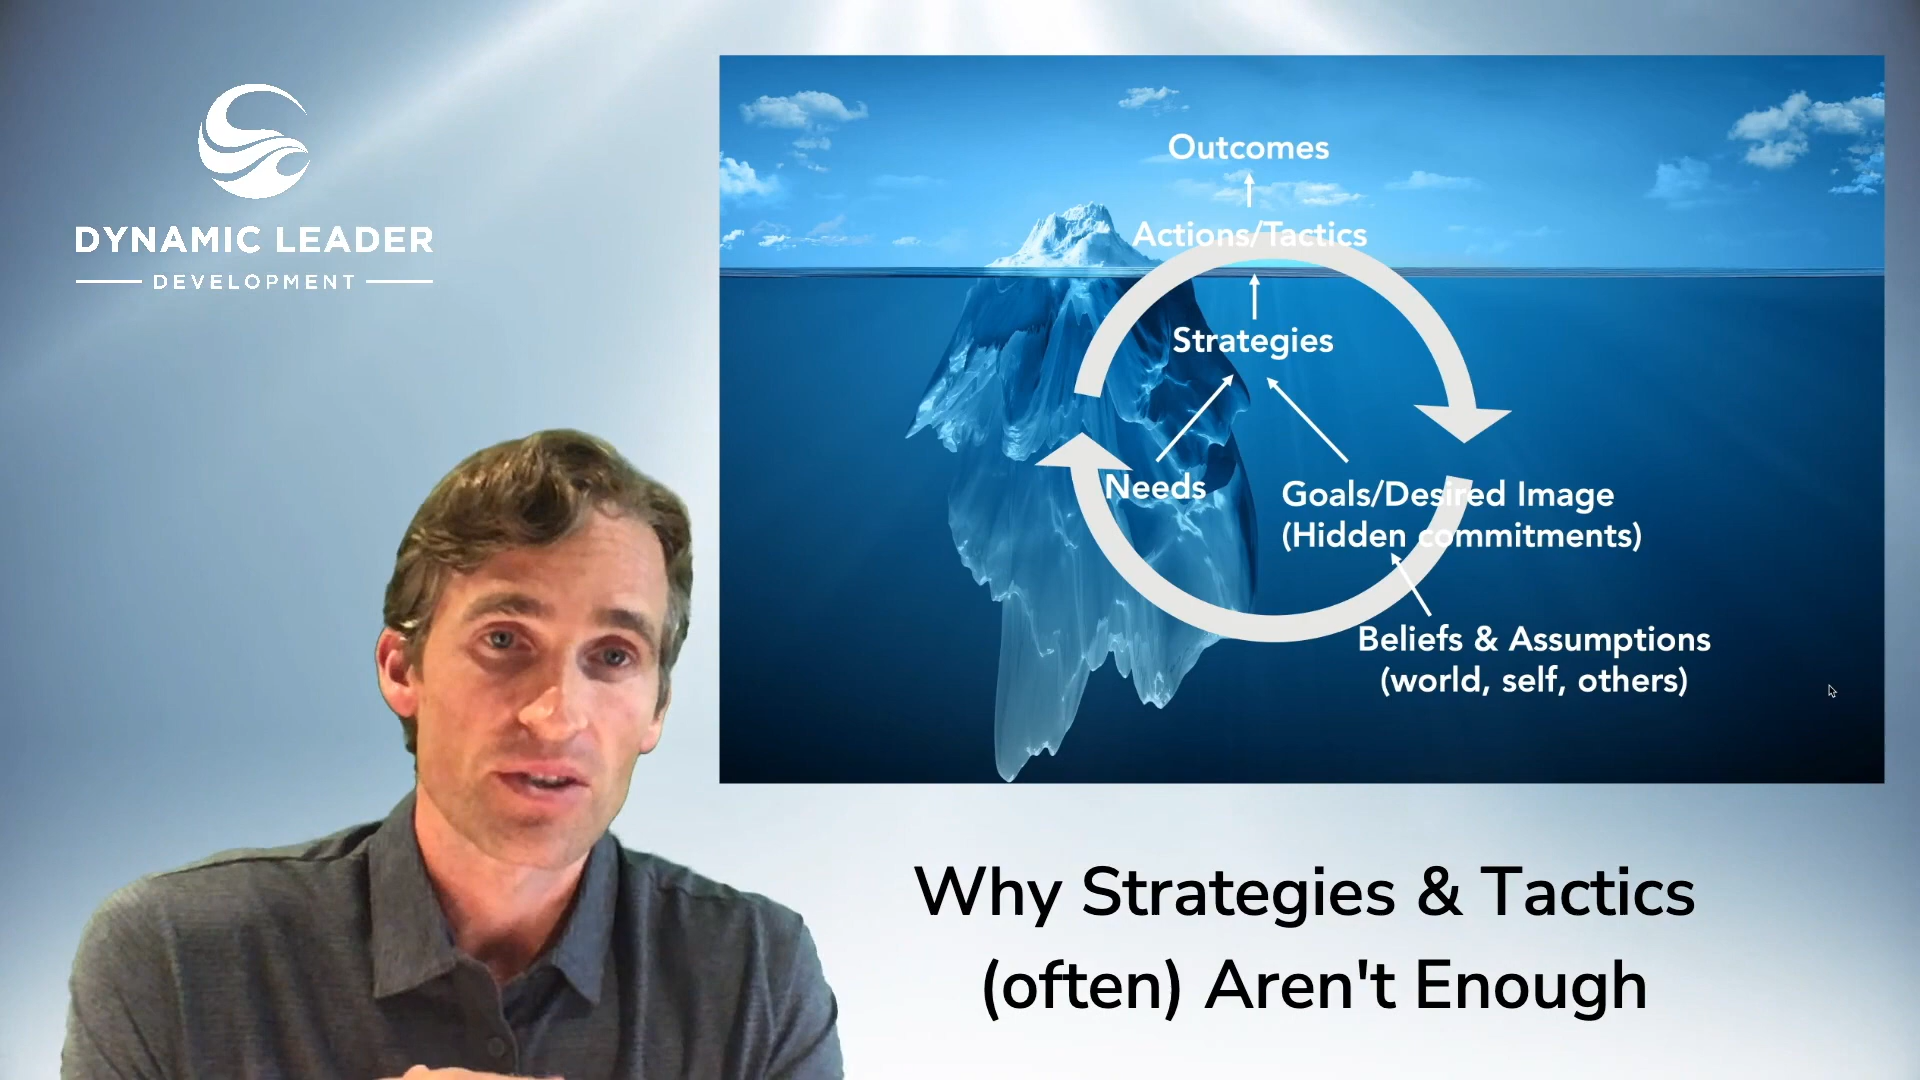 DYNAMIC LEADER
DEVELOPMENT
Outcomes
Actions/Tactics
Strategies
Needs
Goals/Desired Image
(Hidden commitments)
Beliefs & Assumptions
(world, self, others)
Why Strategies & Tactics
(often) Aren't Enough